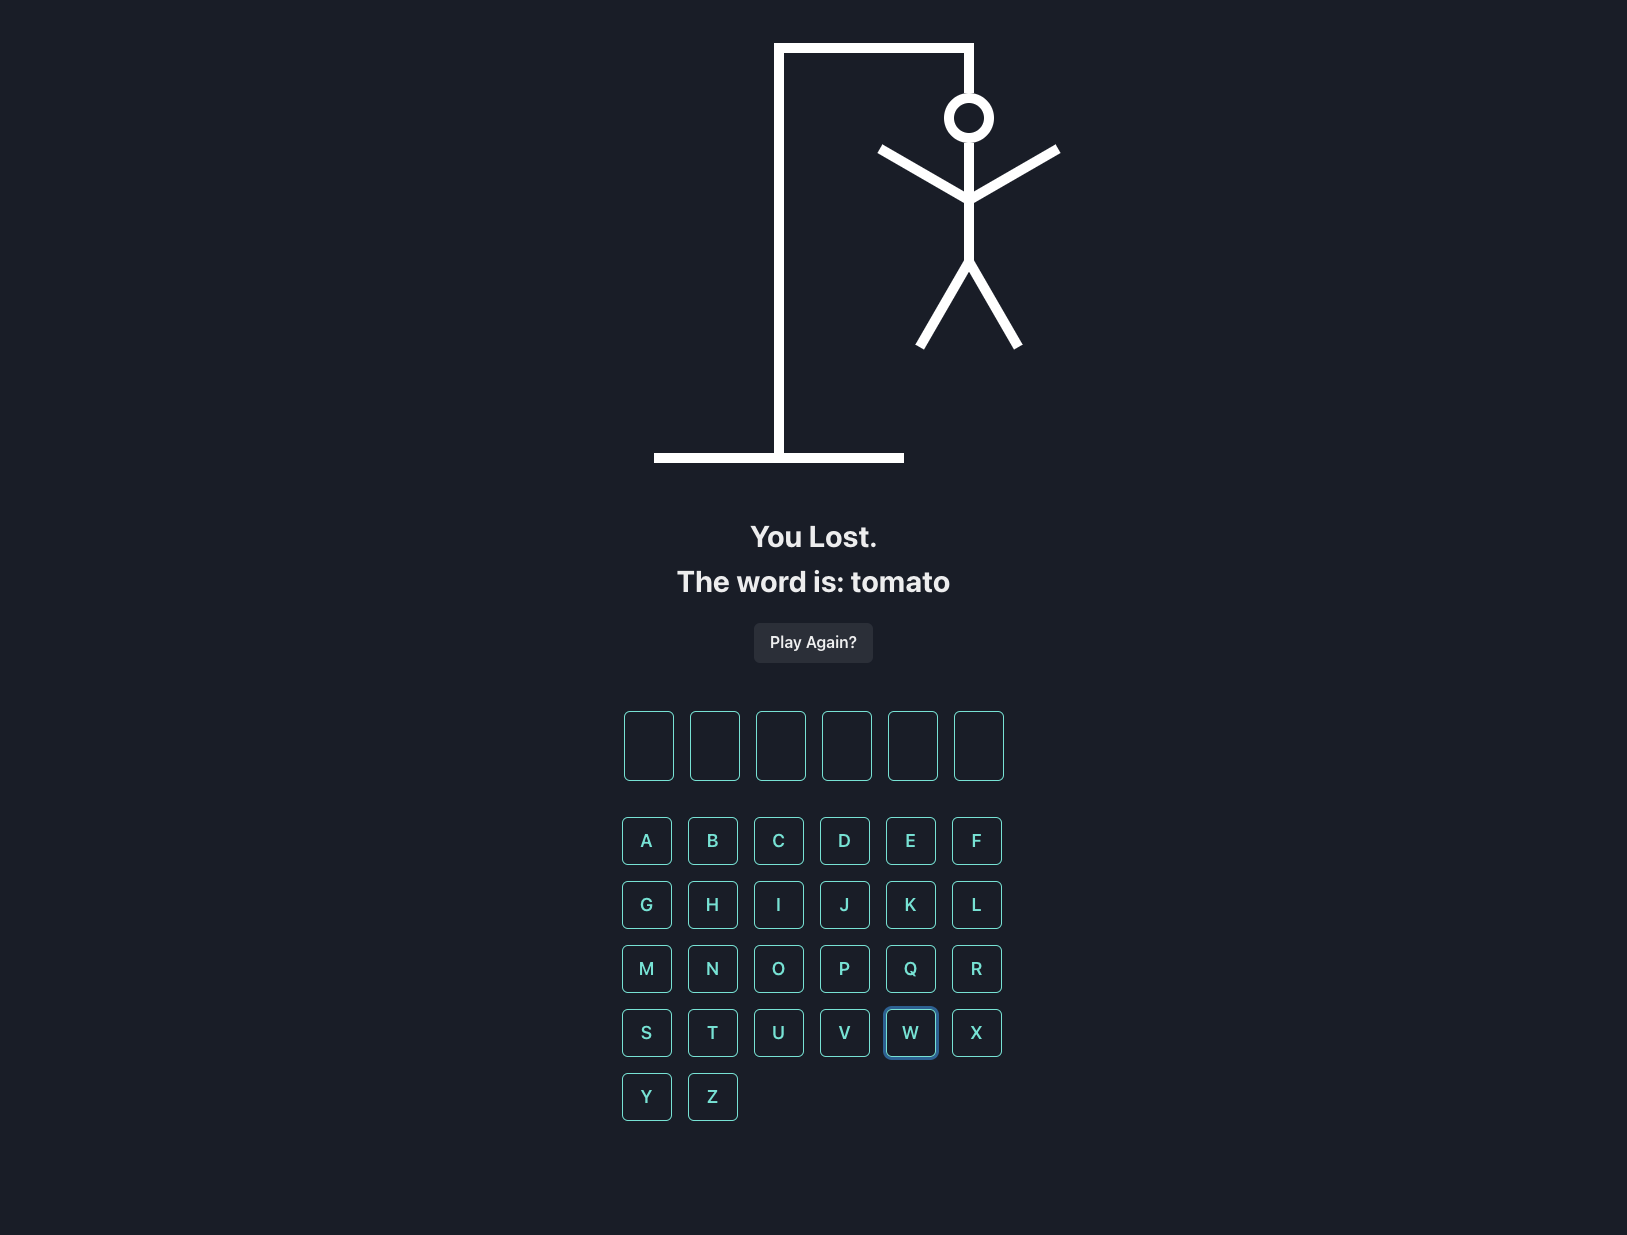 You Lost.
The word is: tomato
Play Again?
A B C D E F
G H I J K L
M N O P Q R
S T U V W X
Y Z